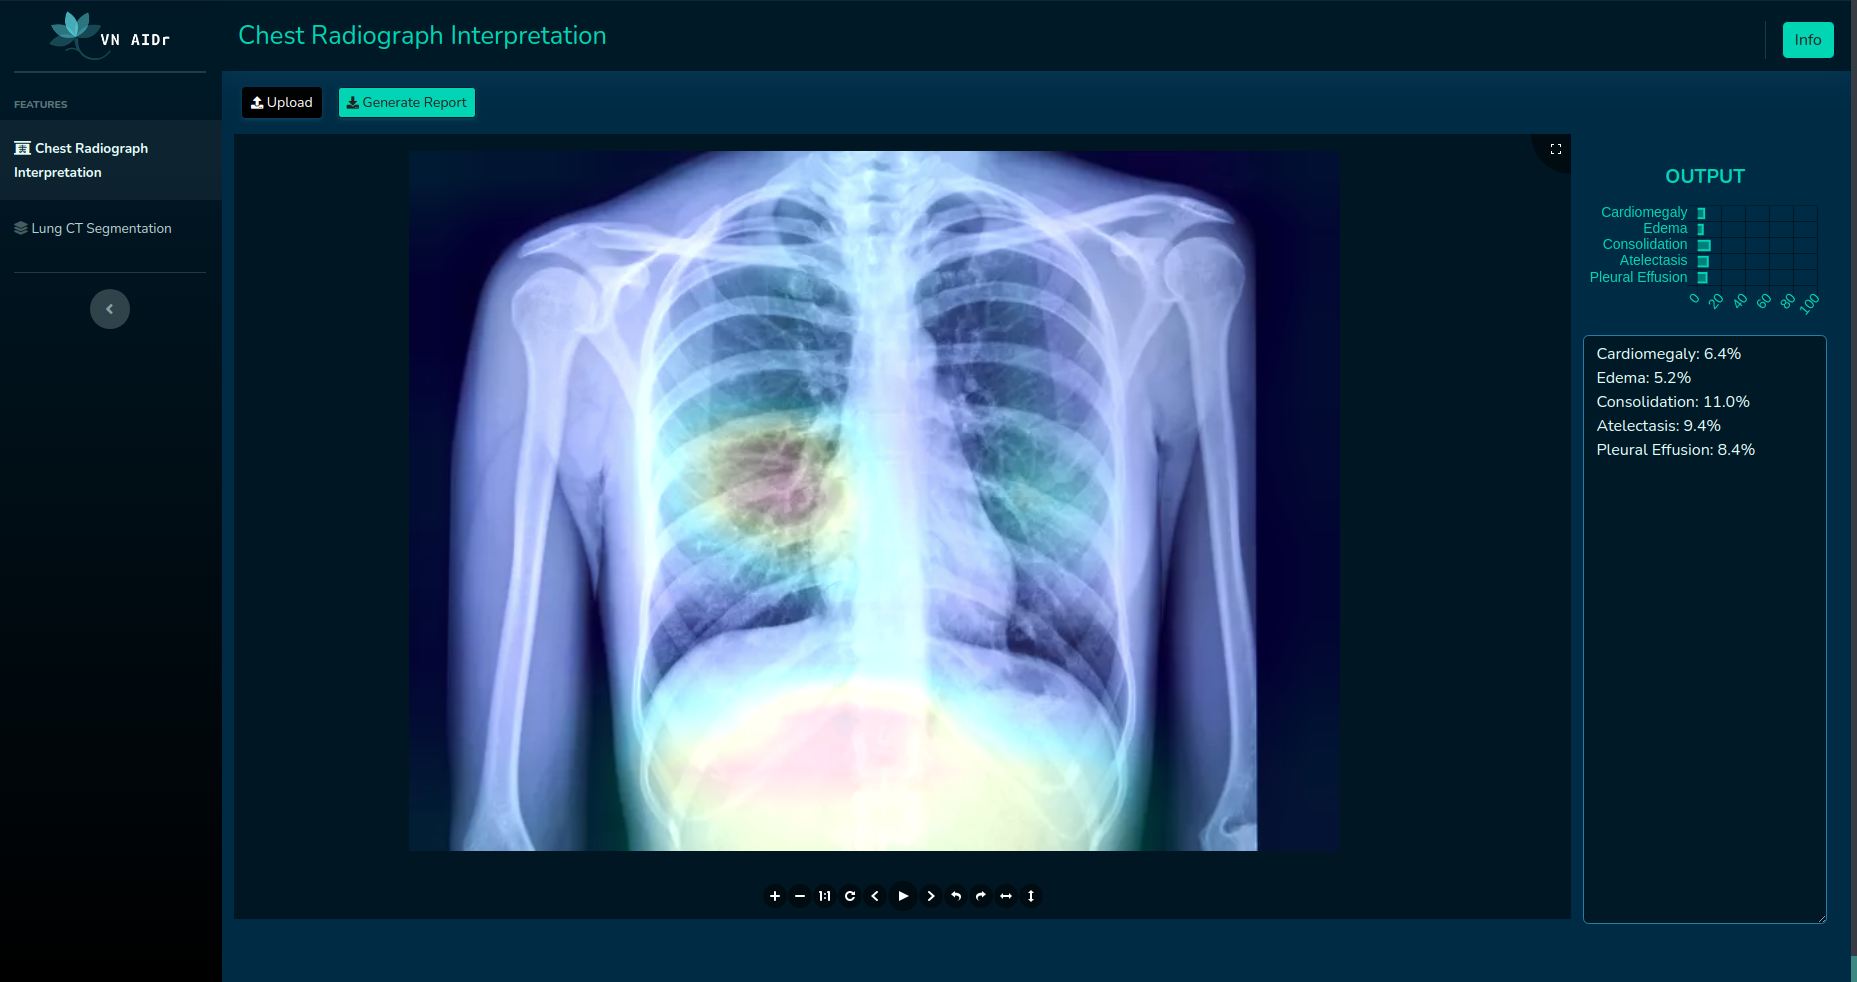 VN AIDr
Chest Radiograph Interpretation
Info
FEATURES
Chest Radiograph
Interpretation
Lung CT Segmentation
Upload
Generate Report
OUTPUT
Cardiomegaly
Edema
Consolidation
Atelectasis
Pleural Effusion
0 20 40 60 80 100
Cardiomegaly: 6.4%
Edema: 5.2%
Consolidation: 11.0%
Atelectasis: 9.4%
Pleural Effusion: 8.4%
1:1